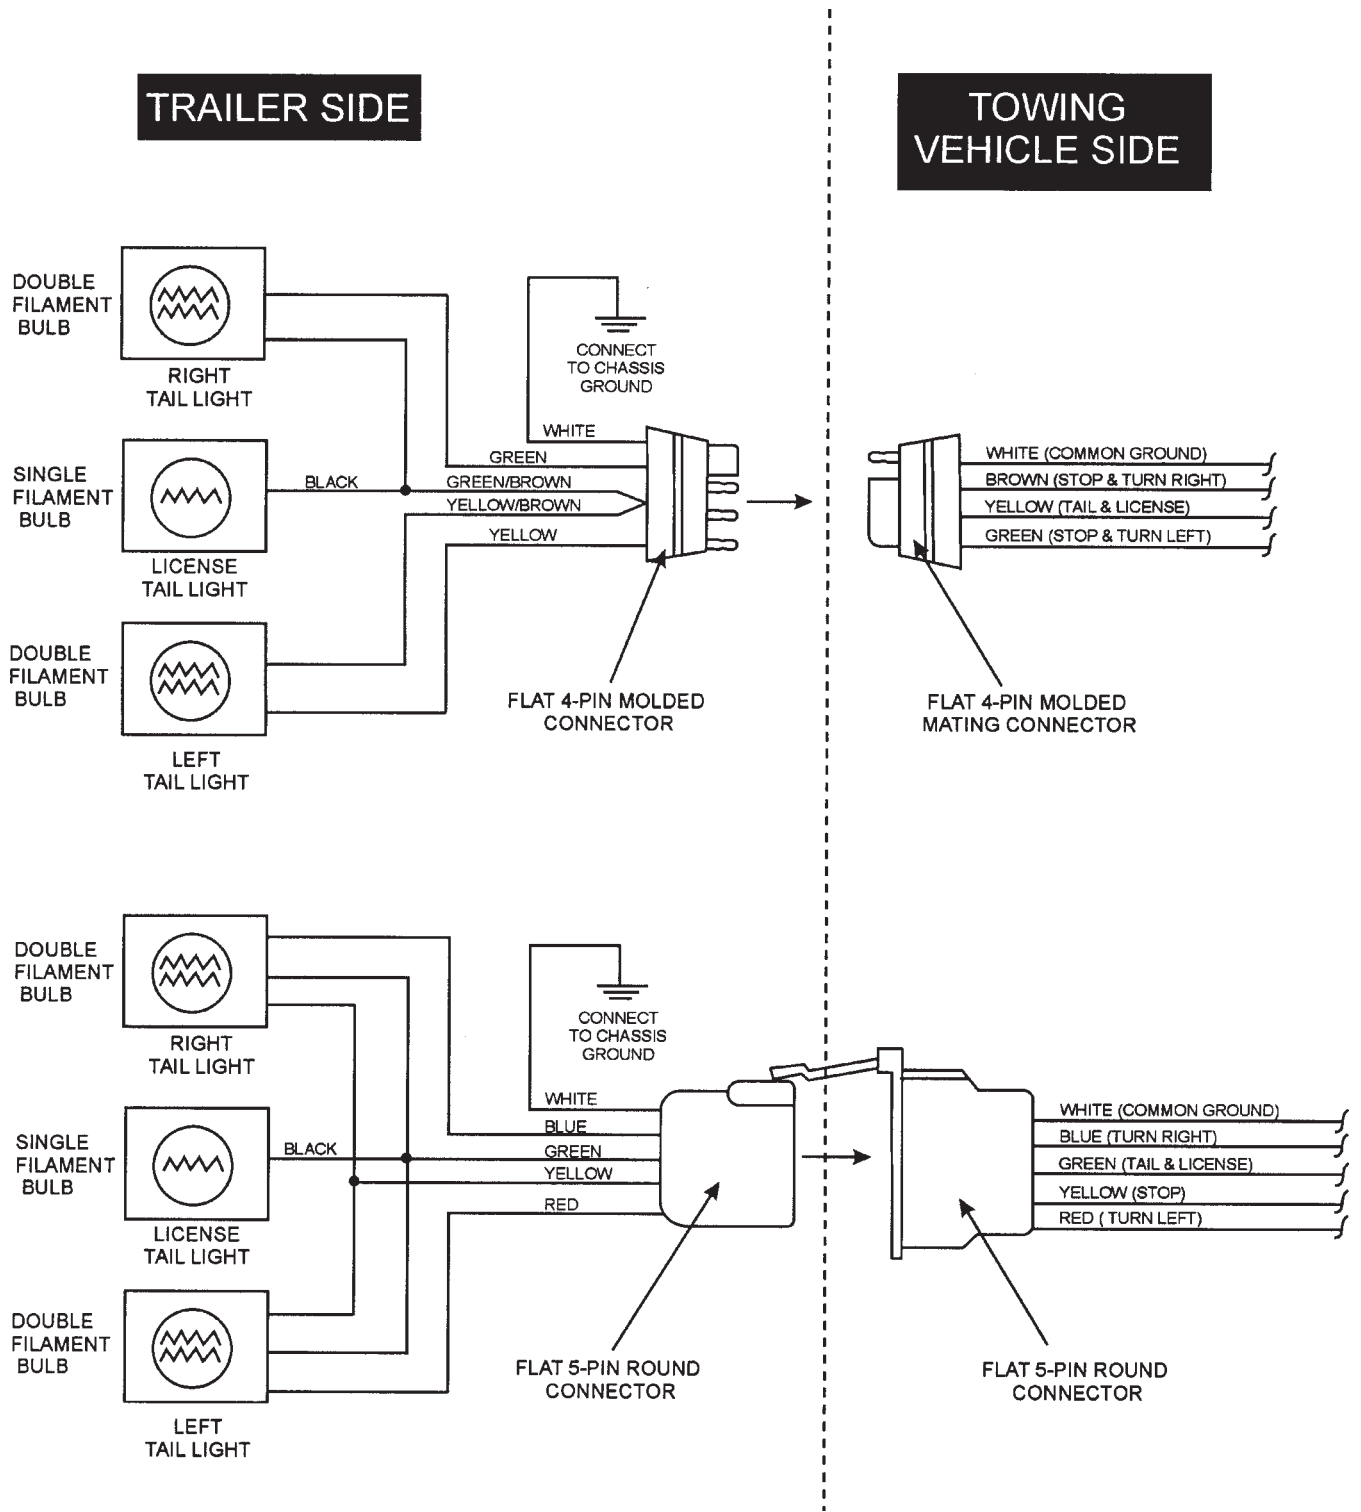 TRAILER SIDE
TOWING
VEHICLE SIDE
DOUBLE
FILAMENT
BULB
RIGHT
TAIL LIGHT
CONNECT
TO CHASSIS
GROUND
SINGLE
FILAMENT
BULB
LICENSE
TAIL LIGHT
BLACK
WHITE
GREEN
GREEN/BROWN
YELLOW/BROWN
YELLOW
WHITE (COMMON GROUND)
BROWN (STOP & TURN RIGHT)
YELLOW (TAIL & LICENSE)
GREEN (STOP & TURN LEFT)
DOUBLE
FILAMENT
BULB
LEFT
TAIL LIGHT
FLAT 4-PIN MOLDED
CONNECTOR
FLAT 4-PIN MOLDED
MATING CONNECTOR
DOUBLE
FILAMENT
BULB
RIGHT
TAIL LIGHT
CONNECT
TO CHASSIS
GROUND
SINGLE
FILAMENT
BULB
LICENSE
TAIL LIGHT
BLACK
WHITE
BLUE
GREEN
YELLOW
RED
WHITE (COMMON GROUND)
BLUE (TURN RIGHT)
GREEN (TAIL & LICENSE)
YELLOW (STOP)
RED ( TURN LEFT)
DOUBLE
FILAMENT
BULB
LEFT
TAIL LIGHT
FLAT 5-PIN ROUND
CONNECTOR
FLAT 5-PIN ROUND
CONNECTOR